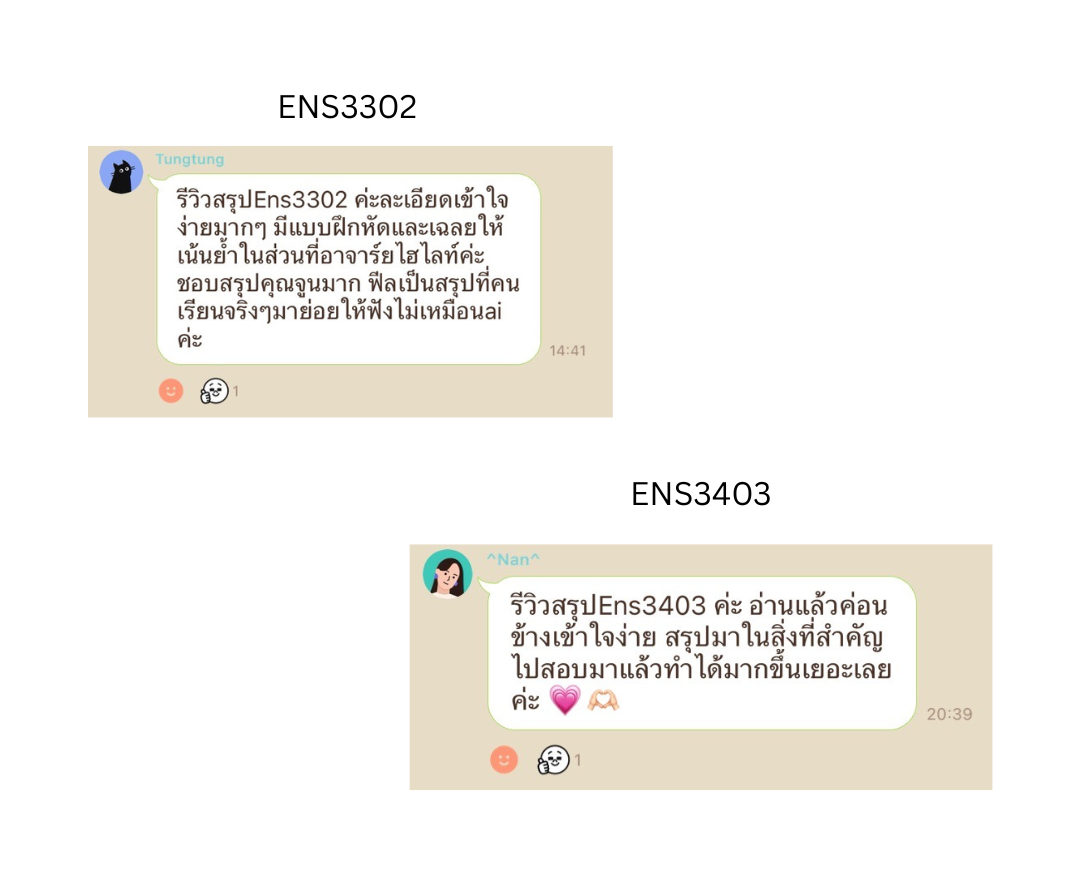 ENS3302
Tungtung
รีวิวสรุปEns3302 ค่ะละเอียดเข้าใจ
ง่ายมากๆ มีแบบฝึกหัดและเฉลยให้
เน้นย้ำในส่วนที่อาจาร์ยไฮไลท์ค่ะ
ชอบสรุปคุณจูนมาก ฟีลเป็นสรุปที่คน
เรียนจริงๆมาย่อยให้ฟังไม่เหมือนai
ค่ะ
14:41
1
ENS3403
^Nan^
รีวิวสรุปEns3403 ค่ะ อ่านแล้วค่อน
ข้างเข้าใจง่าย สรุปมาในสิ่งที่สำคัญ
ไปสอบมาแล้วทำได้มากขึ้นเยอะเลย
ค่ะ 💗 🫶🏻
20:39
1